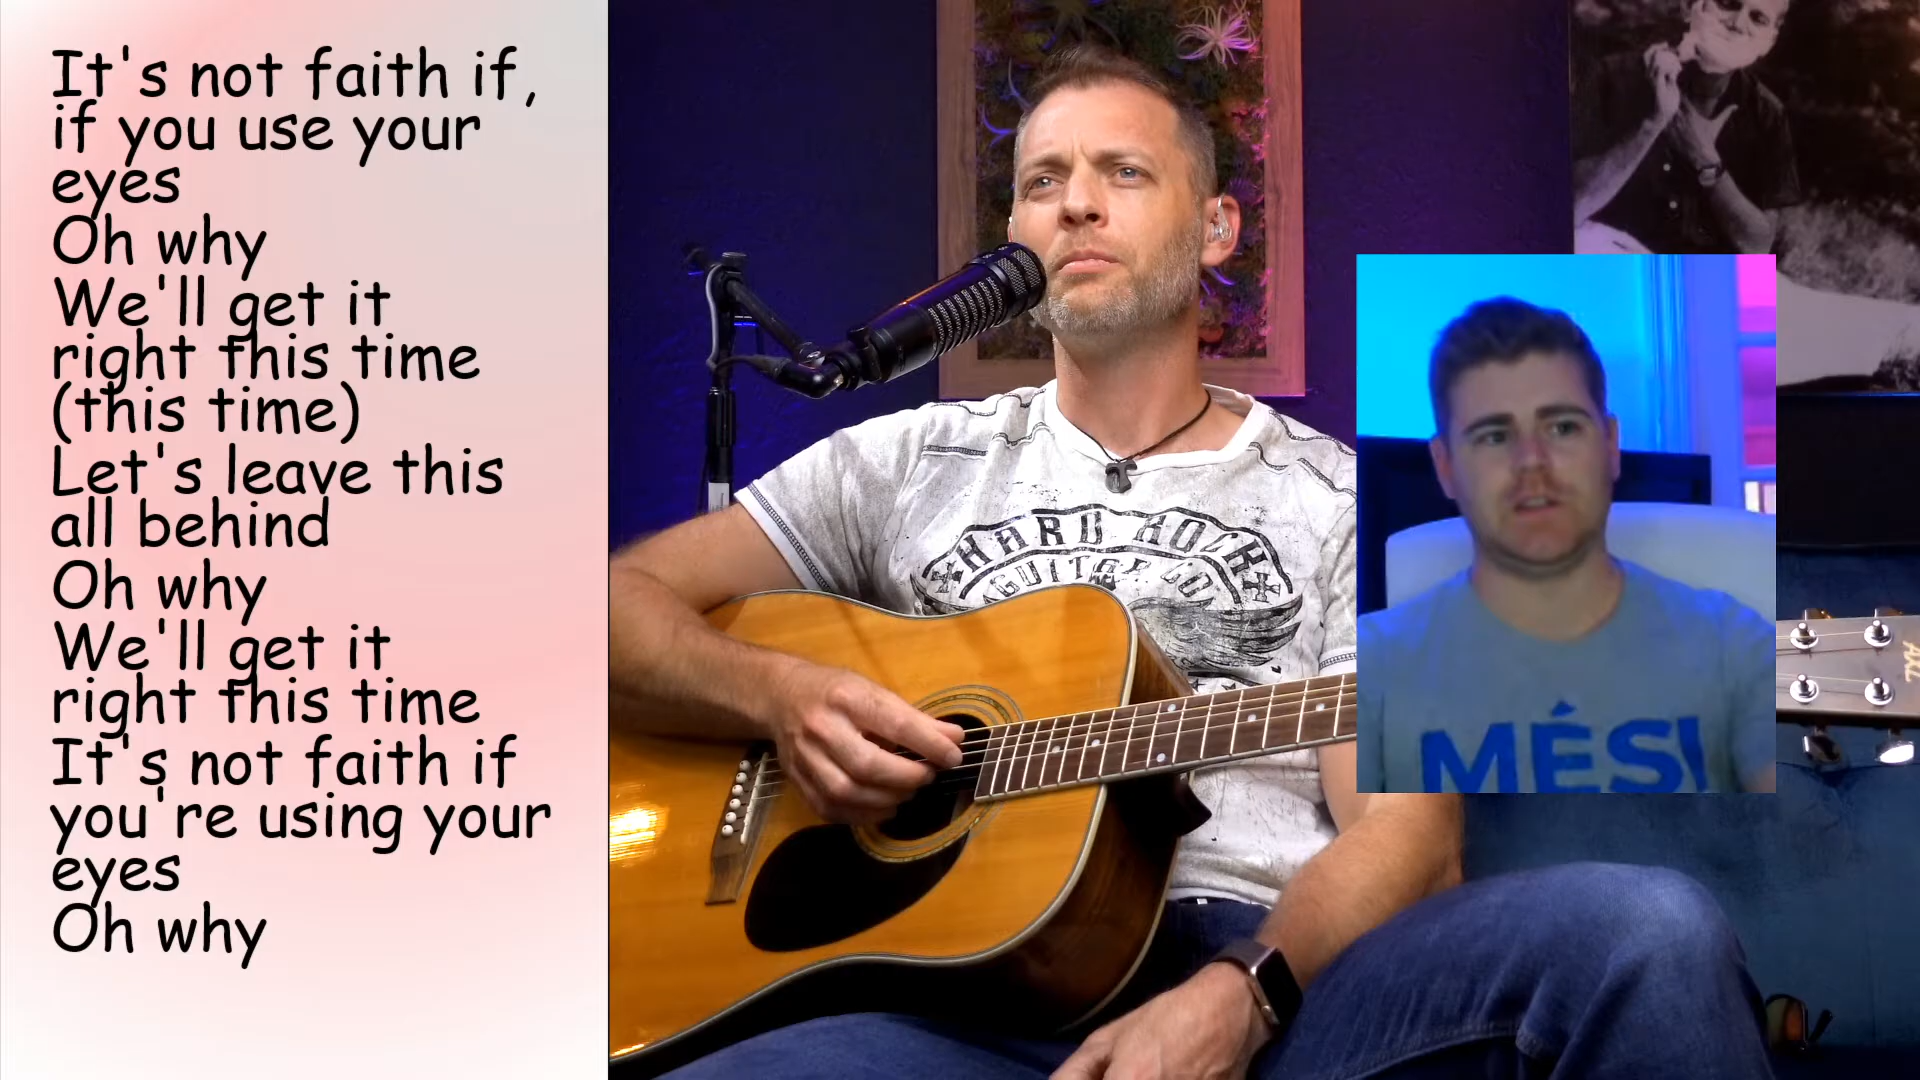 It's not faith if,
if you use your
eyes
Oh why
We'll get it
right this time
(this time)
Let's leave this
all behind
Oh why
We'll get it
right this time
It's not faith if
you're using your
eyes
Oh why
HARD ROCK
GUITAR CO
MÉSI
AXL